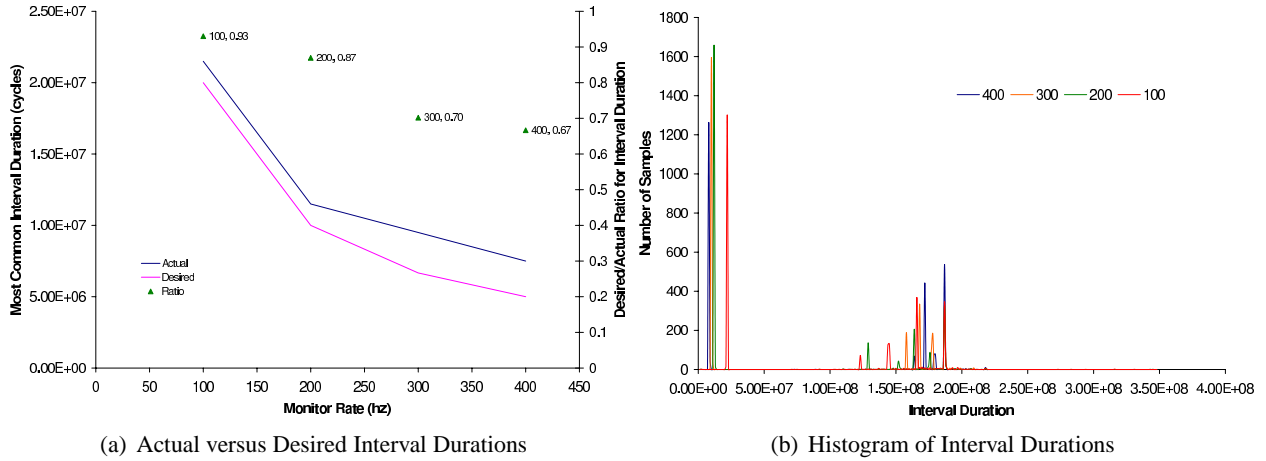 Most Common Interval Duration (cycles)
2.50E+07
2.00E+07
1.50E+07
1.00E+07
5.00E+06
0.00E+00
100, 0.93
200, 0.87
300, 0.70
400, 0.67
Actual
Desired
Ratio
1
0.9
0.8
0.7
0.6
0.5
0.4
0.3
0.2
0.1
0
Desired/Actual Ratio for Interval Duration
0 50 100 150 200 250 300 350 400 450
Monitor Rate (hz)
(a) Actual versus Desired Interval Durations
Number of Samples
1800
1600
1400
1200
1000
800
600
400
200
0
400 300 200 100
0.00E+00 5.00E+07 1.00E+08 1.50E+08 2.00E+08 2.50E+08 3.00E+08 3.50E+08 4.00E+08
Interval Duration
(b) Histogram of Interval Durations